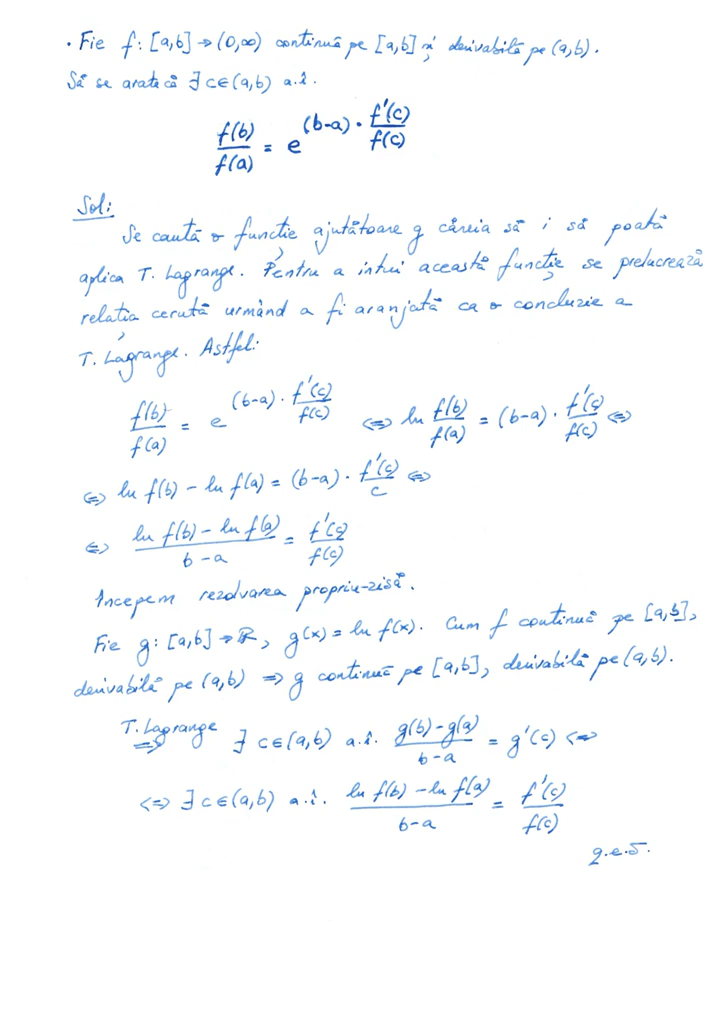 · Fie f: [a,b] → (0,∞) continuă pe [a,b] și derivabilă pe (a,b).
Să se arate că ∃ c∈(a,b) a.î.
f(b)/f(a) = e^((b-a)·f'(c)/f(c))
Sol:
Se caută o funcție ajutătoare g căreia să i să poată
aplica T. Lagrange. Pentru a intui această funcție se prelucrează
relația cerută urmând a fi aranjată ca o concluzie a
T. Lagrange. Astfel:
f(b)/f(a) = e^((b-a)·f'(c)/f(c)) <=> ln f(b)/f(a) = (b-a)·f'(c)/f(c) <=>
<=> ln f(b) - ln f(a) = (b-a)·f'(c)/c <=>
<=> (ln f(b) - ln f(a))/(b-a) = f'(c)/f(c)
Incepem rezolvarea propriu-zisă.
Fie g: [a,b] → ℝ, g(x) = ln f(x). Cum f continuă pe [a,b],
derivabilă pe (a,b) => g continuă pe [a,b], derivabilă pe (a,b).
T. Lagrange => ∃ c∈(a,b) a.î. (g(b)-g(a))/(b-a) = g'(c) <=>
<=> ∃ c∈(a,b) a.î. (ln f(b) - ln f(a))/(b-a) = f'(c)/f(c)
q.e.d.